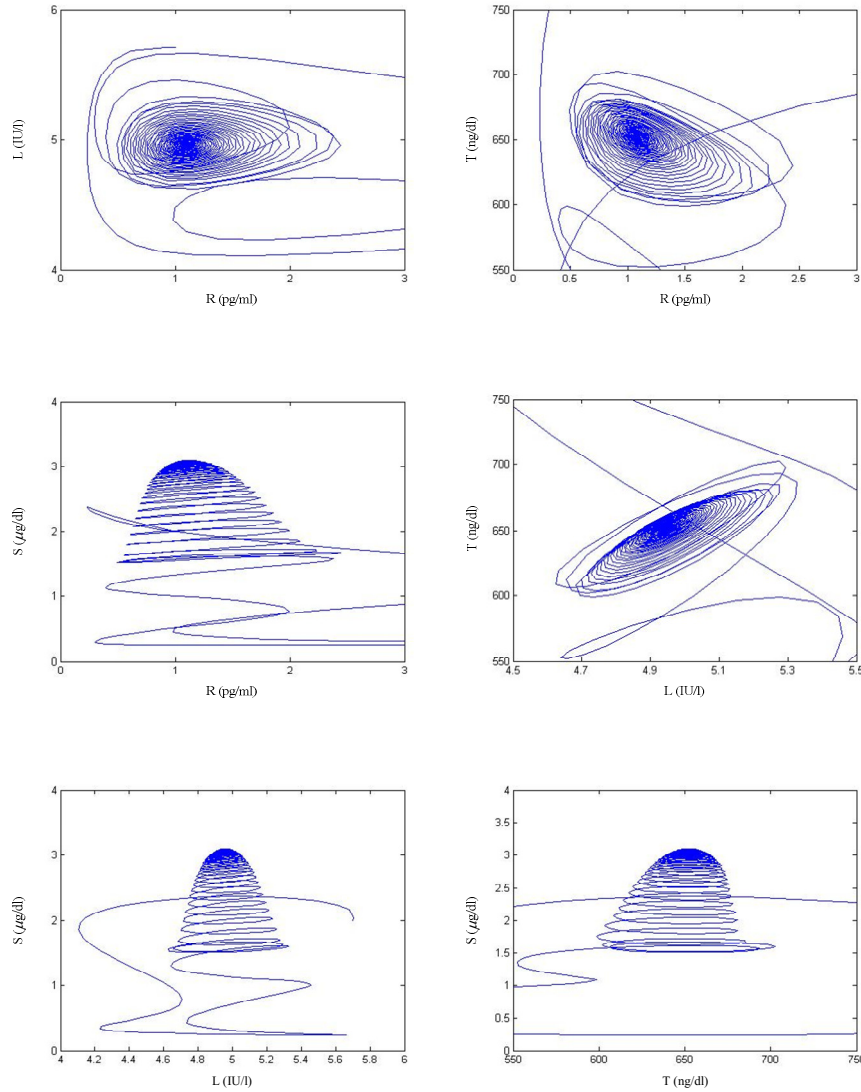 6
5
4
L (IU/l)
0 1 2 3
R (pg/ml)
750
700
650
600
550
T (ng/dl)
0 0.5 1 1.5 2 2.5 3
R (pg/ml)
4
3
2
1
0
S (μg/dl)
0 1 2 3
R (pg/ml)
750
700
650
600
550
T (ng/dl)
4.5 4.7 4.9 5.1 5.3 5.5
L (IU/l)
4
3
2
1
0
S (μg/dl)
4 4.2 4.4 4.6 4.8 5 5.2 5.4 5.6 5.8 6
L (IU/l)
4
3.5
3
2.5
2
1.5
1
0.5
0
S (μg/dl)
550 600 650 700 750
T (ng/dl)